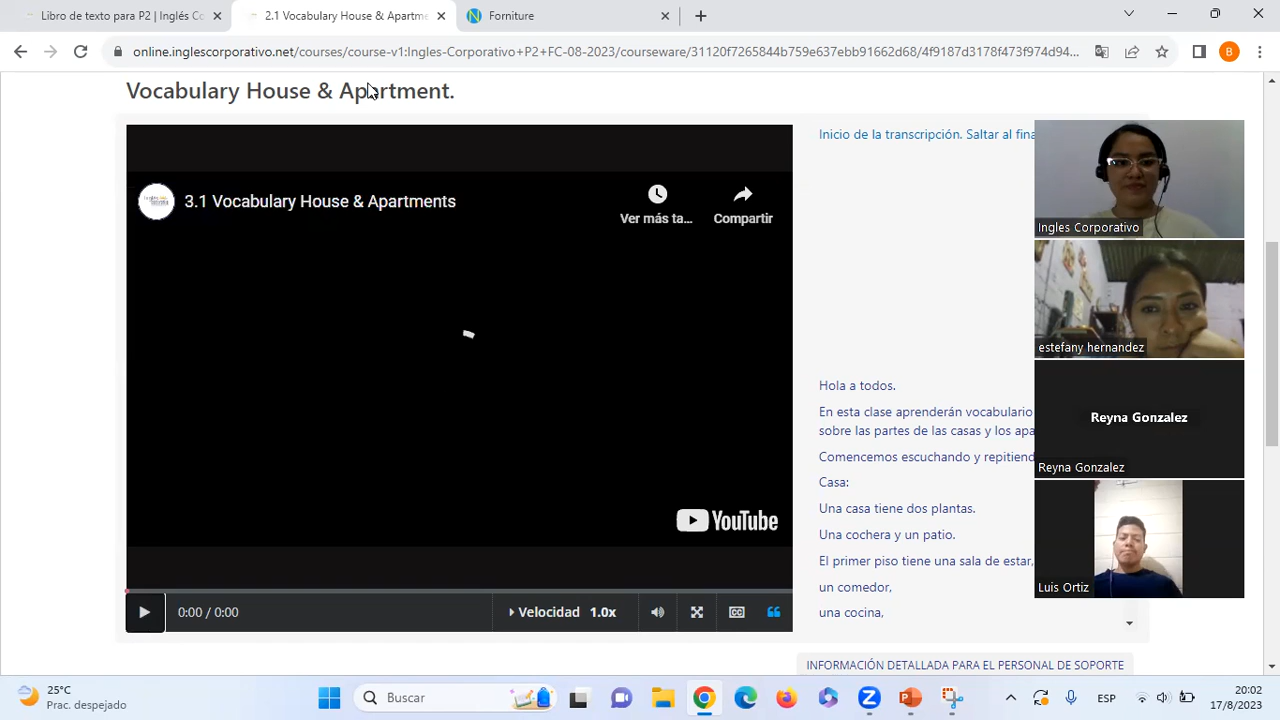 Libro de texto para P2 | Inglés Co
2.1 Vocabulary House & Apartme
Forniture
online.inglescorporativo.net/courses/course-v1:Ingles-Corporativo+P2+FC-08-2023/courseware/31120f7265844b759e637ebb91662d68/4f9187d3178f473f974d94...
B
Vocabulary House & Apartment.
3.1 Vocabulary House & Apartments
Ver más ta...
Compartir
YouTube
0:00 / 0:00
Velocidad 1.0x
Inicio de la transcripción. Saltar al fina
Hola a todos.
En esta clase aprenderán vocabulario
sobre las partes de las casas y los apa
Comencemos escuchando y repitiend
Casa:
Una casa tiene dos plantas.
Una cochera y un patio.
El primer piso tiene una sala de estar,
un comedor,
una cocina,
INFORMACIÓN DETALLADA PARA EL PERSONAL DE SOPORTE
Ingles Corporativo
estefany hernandez
Reyna Gonzalez
Reyna Gonzalez
Luis Ortiz
25°C
Prac. despejado
Buscar
ESP
20:02
17/8/2023